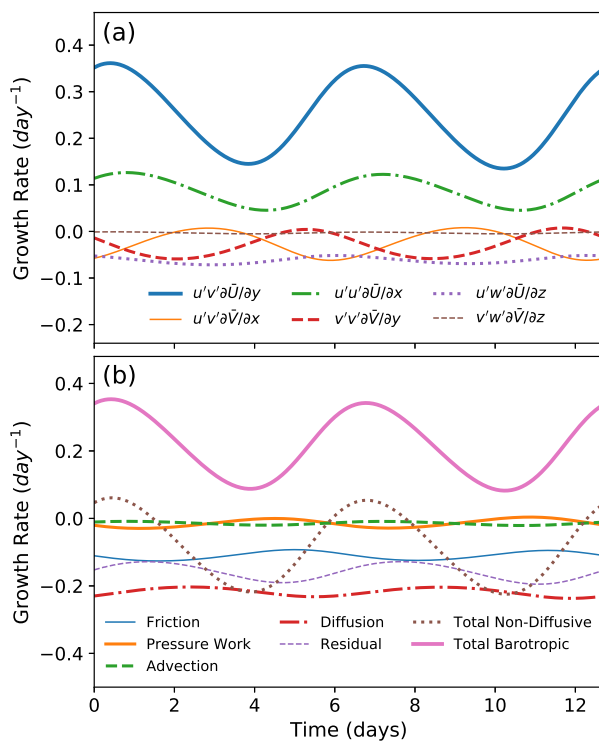 (a)
Growth Rate (day⁻¹)
0.4
0.3
0.2
0.1
0.0
−0.1
−0.2
u′v′∂Ū/∂y
u′u′∂Ū/∂x
u′w′∂Ū/∂z
u′v′∂V̄/∂x
v′v′∂V̄/∂y
v′w′∂V̄/∂z
(b)
Growth Rate (day⁻¹)
0.4
0.2
0.0
−0.2
−0.4
Friction
Diffusion
Total Non-Diffusive
Pressure Work
Residual
Total Barotropic
Advection
0 2 4 6 8 10 12
Time (days)